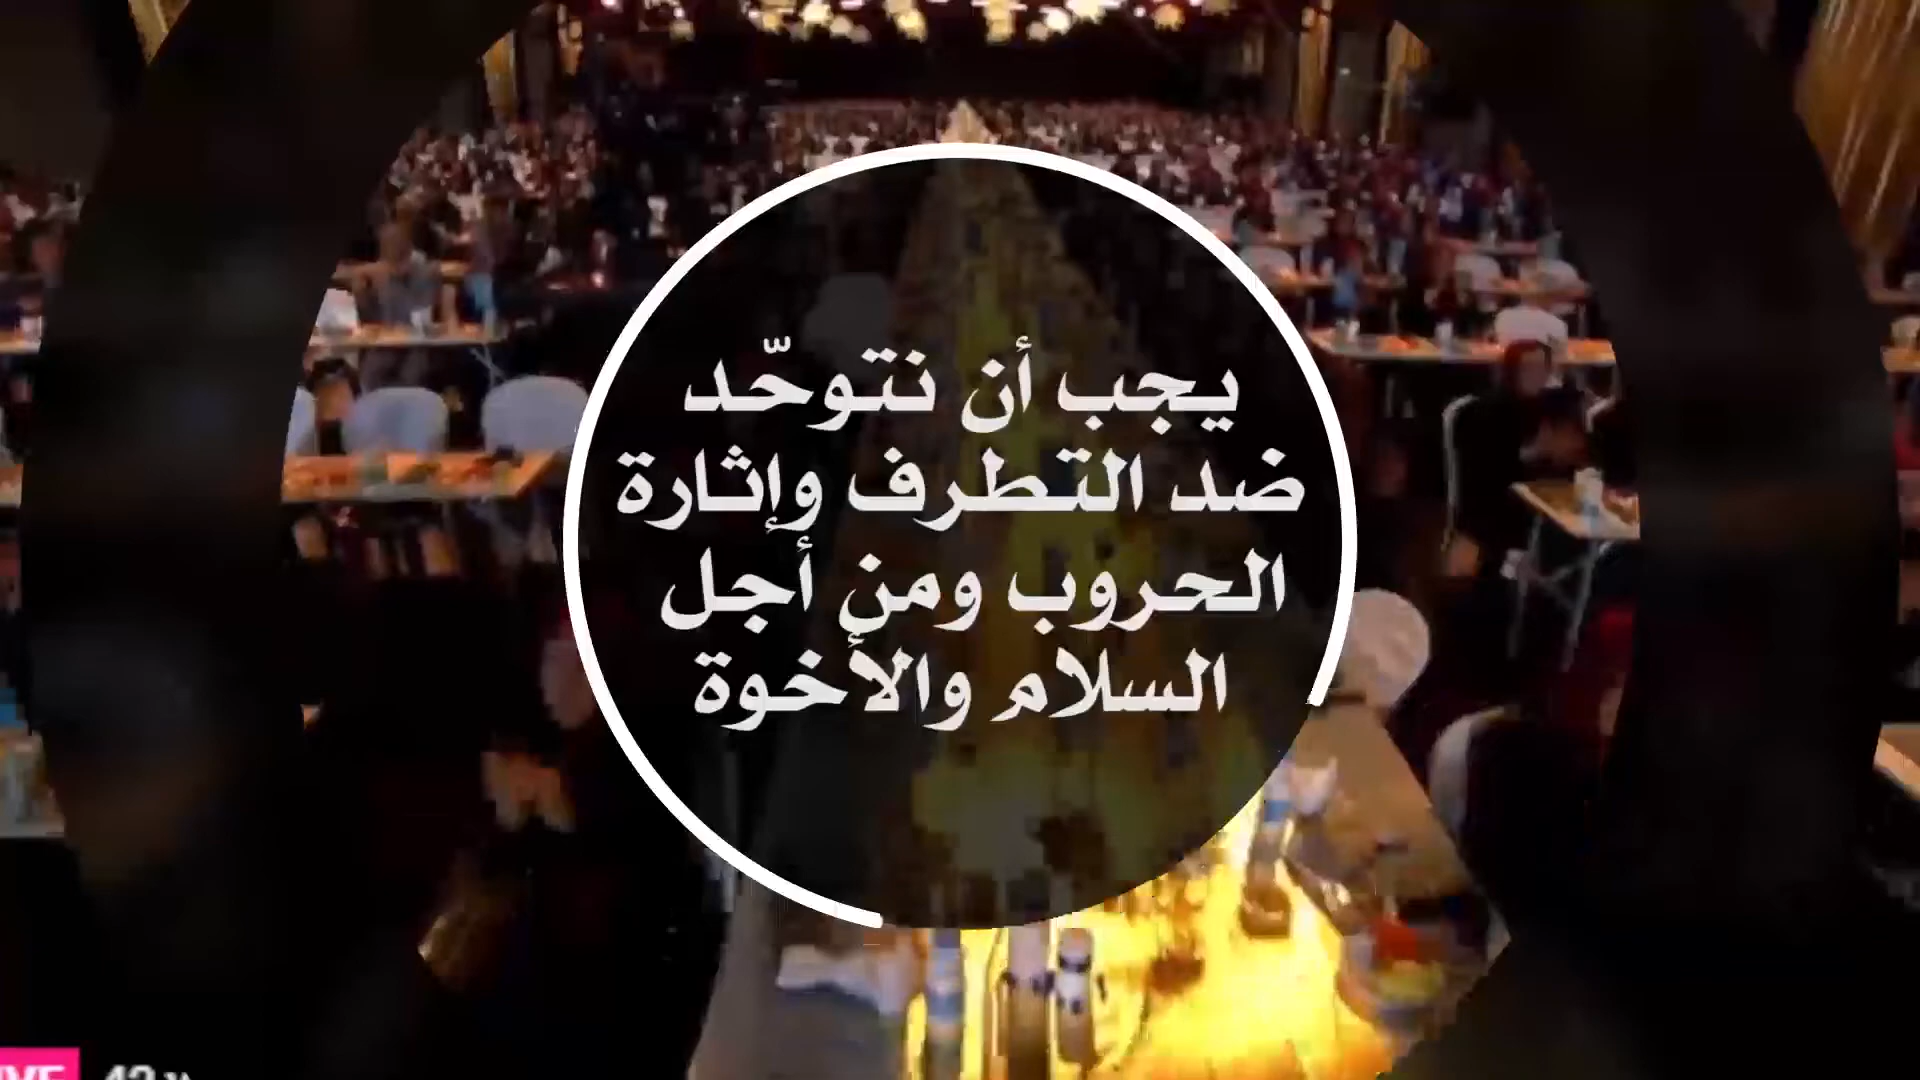 يجب أن نتوحّد
ضد التطرف وإثارة
الحروب ومن أجل
السلام والأخوة